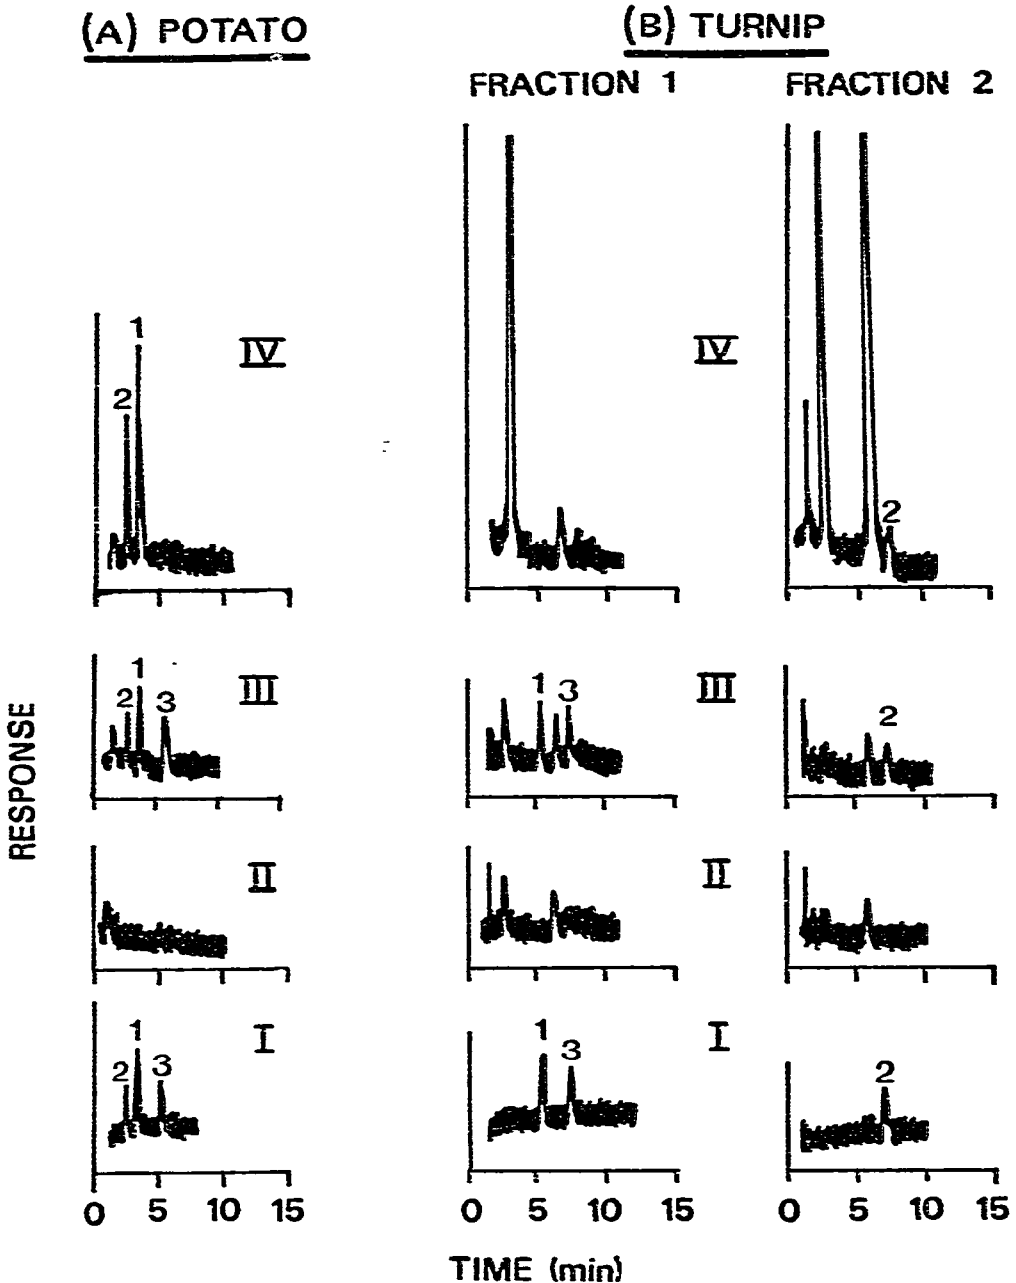 (A) POTATO
(B) TURNIP
FRACTION 1
FRACTION 2
1
2
IV
IV
2
1
2
3
III
1
3
III
2
II
II
1
2
3
I
1
3
I
2
0 5 10 15
0 5 10 15
0 5 10 15
RESPONSE
TIME (min)